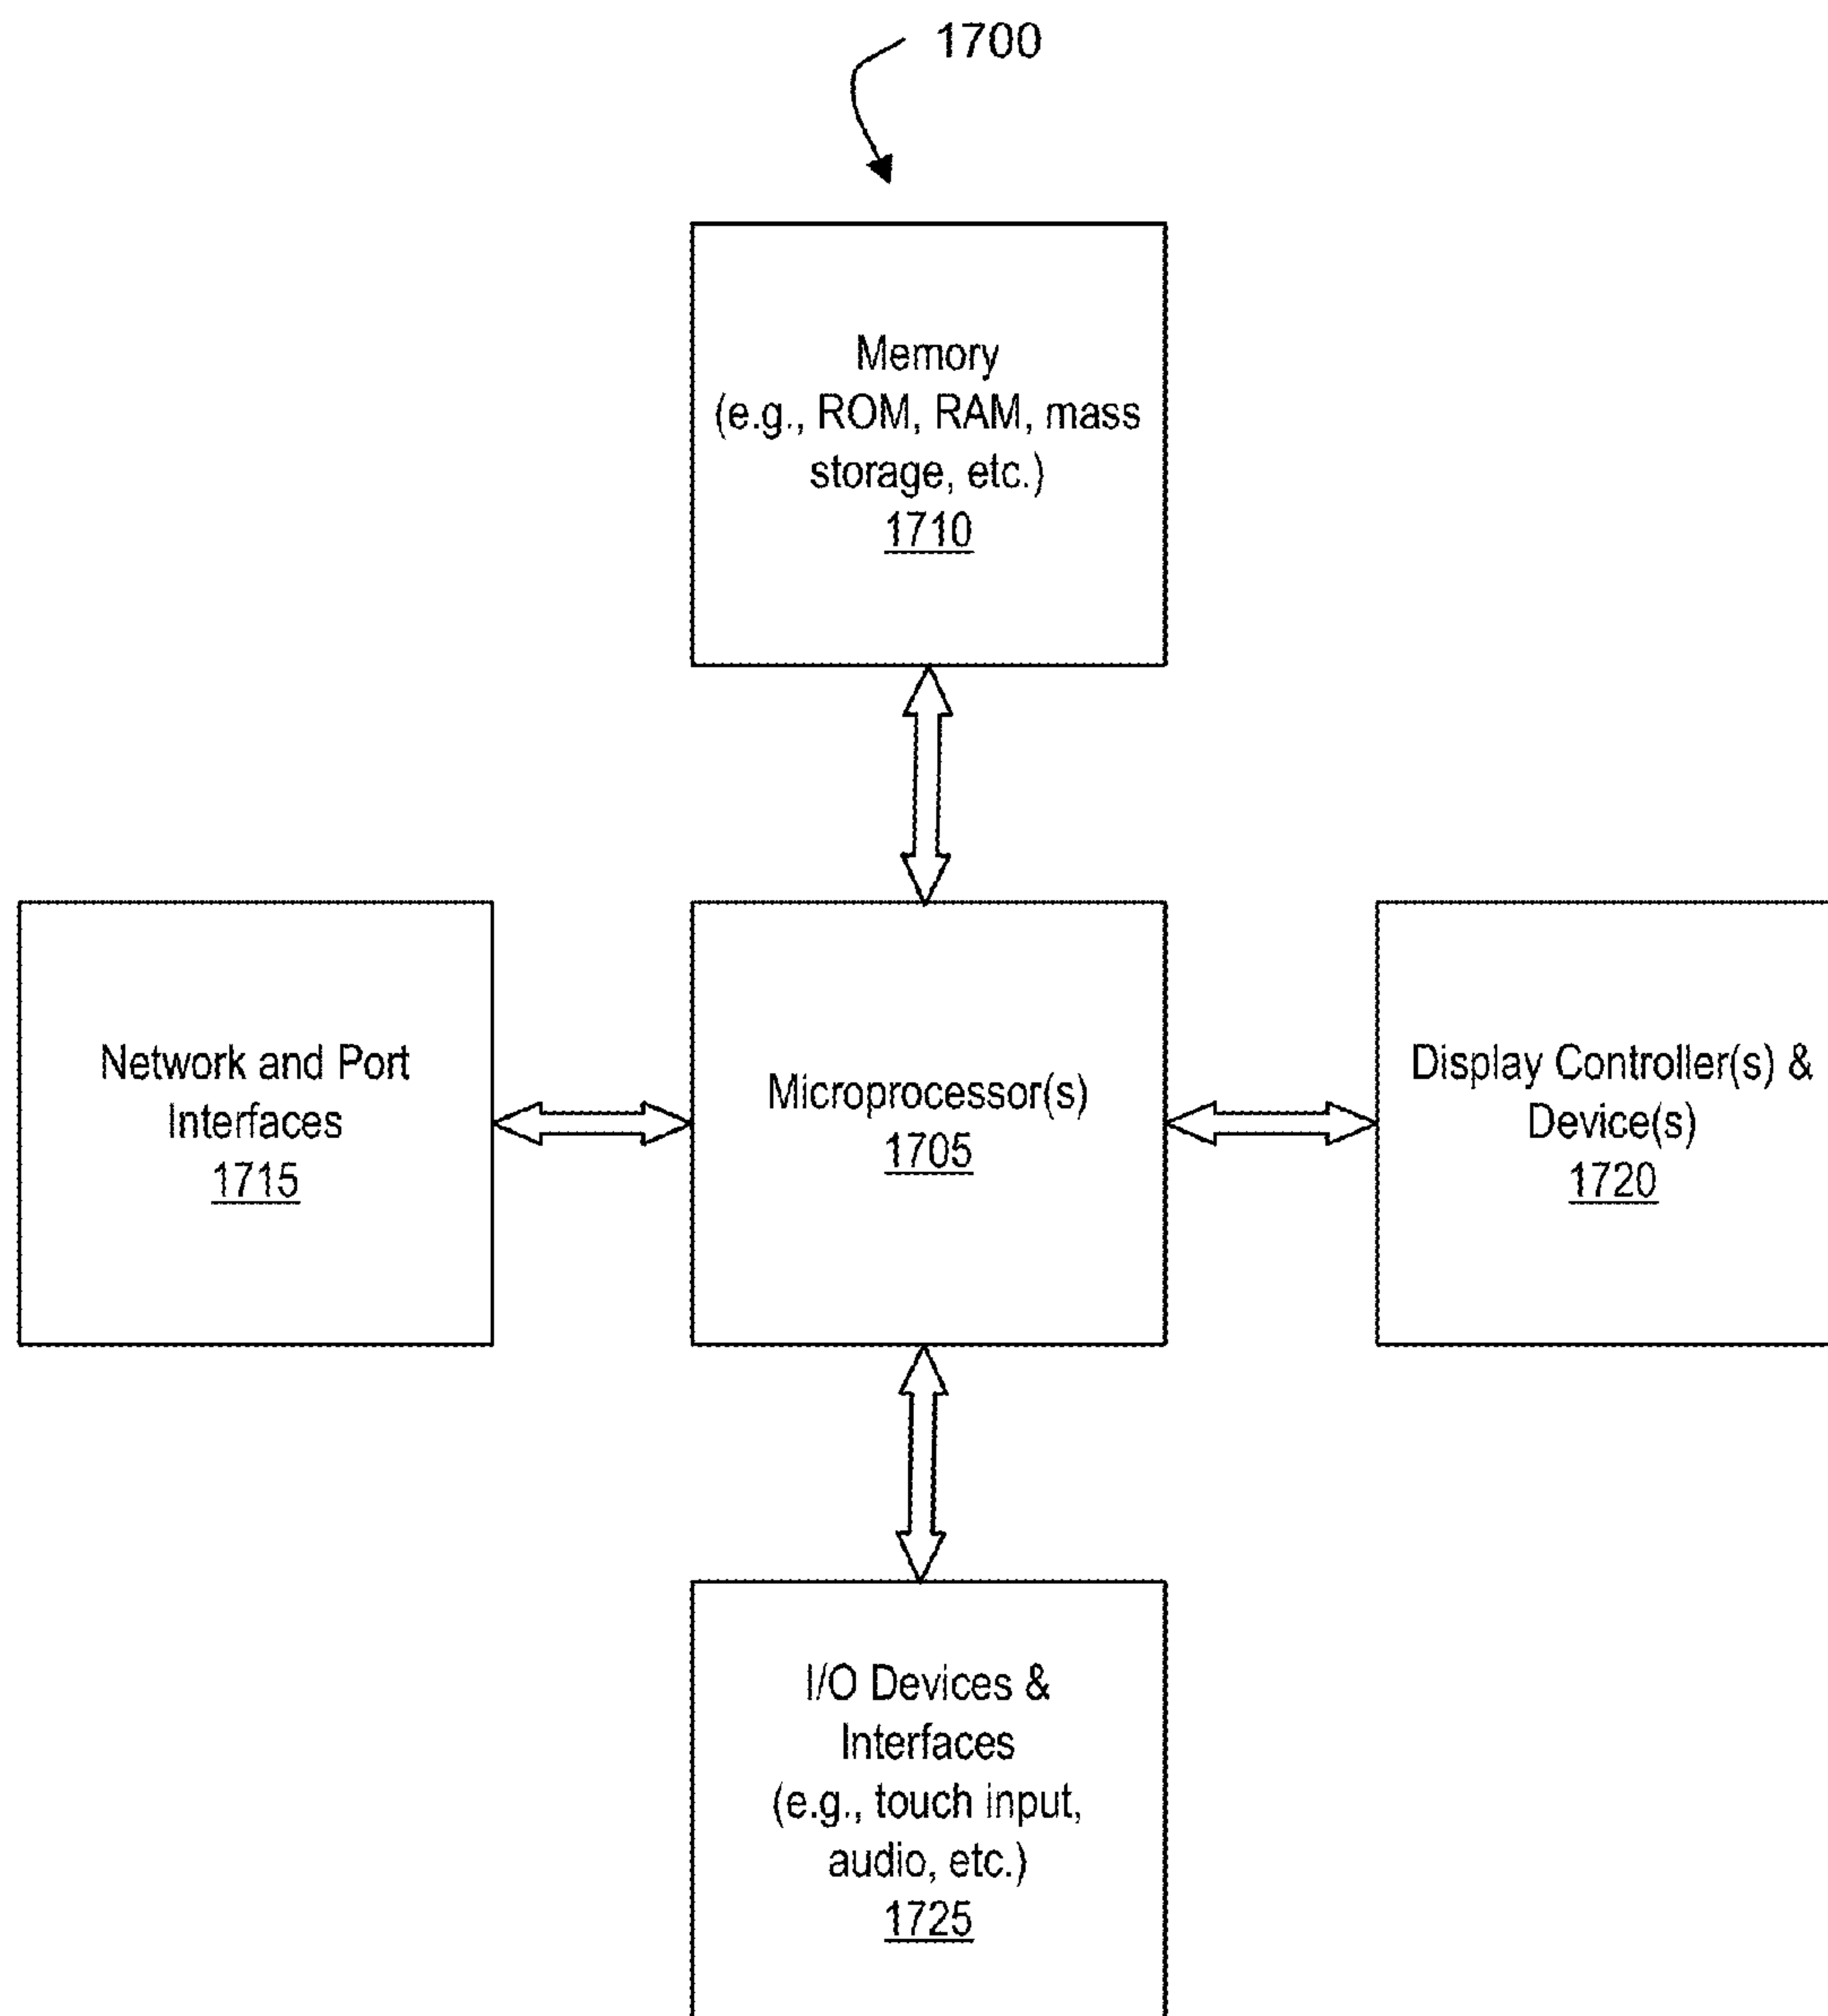 1700
Memory
(e.g., ROM, RAM, mass
storage, etc.)
1710
Network and Port
Interfaces
1715
Microprocessor(s)
1705
Display Controller(s) &
Device(s)
1720
I/O Devices &
Interfaces
(e.g., touch input,
audio, etc.)
1725